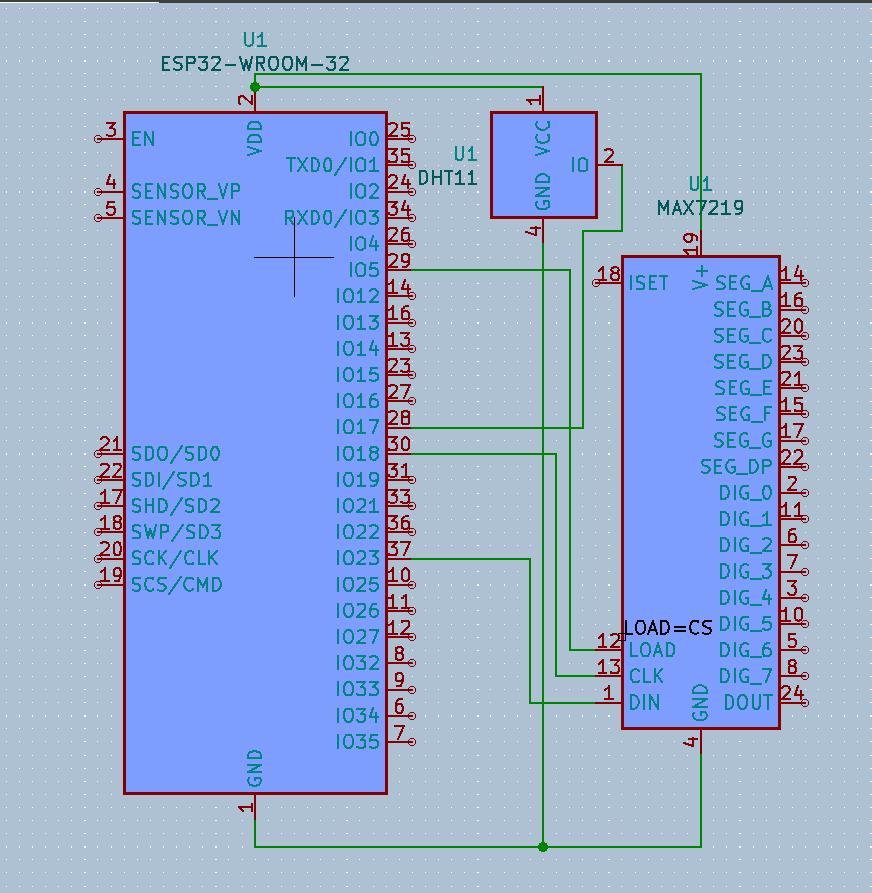 U1
ESP32-WROOM-32
2
VDD
3 EN
4 SENSOR_VP
5 SENSOR_VN
21 SDO/SD0
22 SDI/SD1
17 SHD/SD2
18 SWP/SD3
20 SCK/CLK
19 SCS/CMD
IO0 25
TXD0/IO1 35
IO2 24
RXD0/IO3 34
IO4 26
IO5 29
IO12 14
IO13 16
IO14 13
IO15 23
IO16 27
IO17 28
IO18 30
IO19 31
IO21 33
IO22 36
IO23 37
IO25 10
IO26 11
IO27 12
IO32 8
IO33 9
IO34 6
IO35 7
GND
1
U1
DHT11
1
VCC
IO 2
GND
4
U1
MAX7219
19
V+
18 ISET
LOAD=CS
12 LOAD
13 CLK
1 DIN
SEG_A 14
SEG_B 16
SEG_C 20
SEG_D 23
SEG_E 21
SEG_F 15
SEG_G 17
SEG_DP 22
DIG_0 2
DIG_1 11
DIG_2 6
DIG_3 7
DIG_4 3
DIG_5 10
DIG_6 5
DIG_7 8
DOUT 24
GND
4